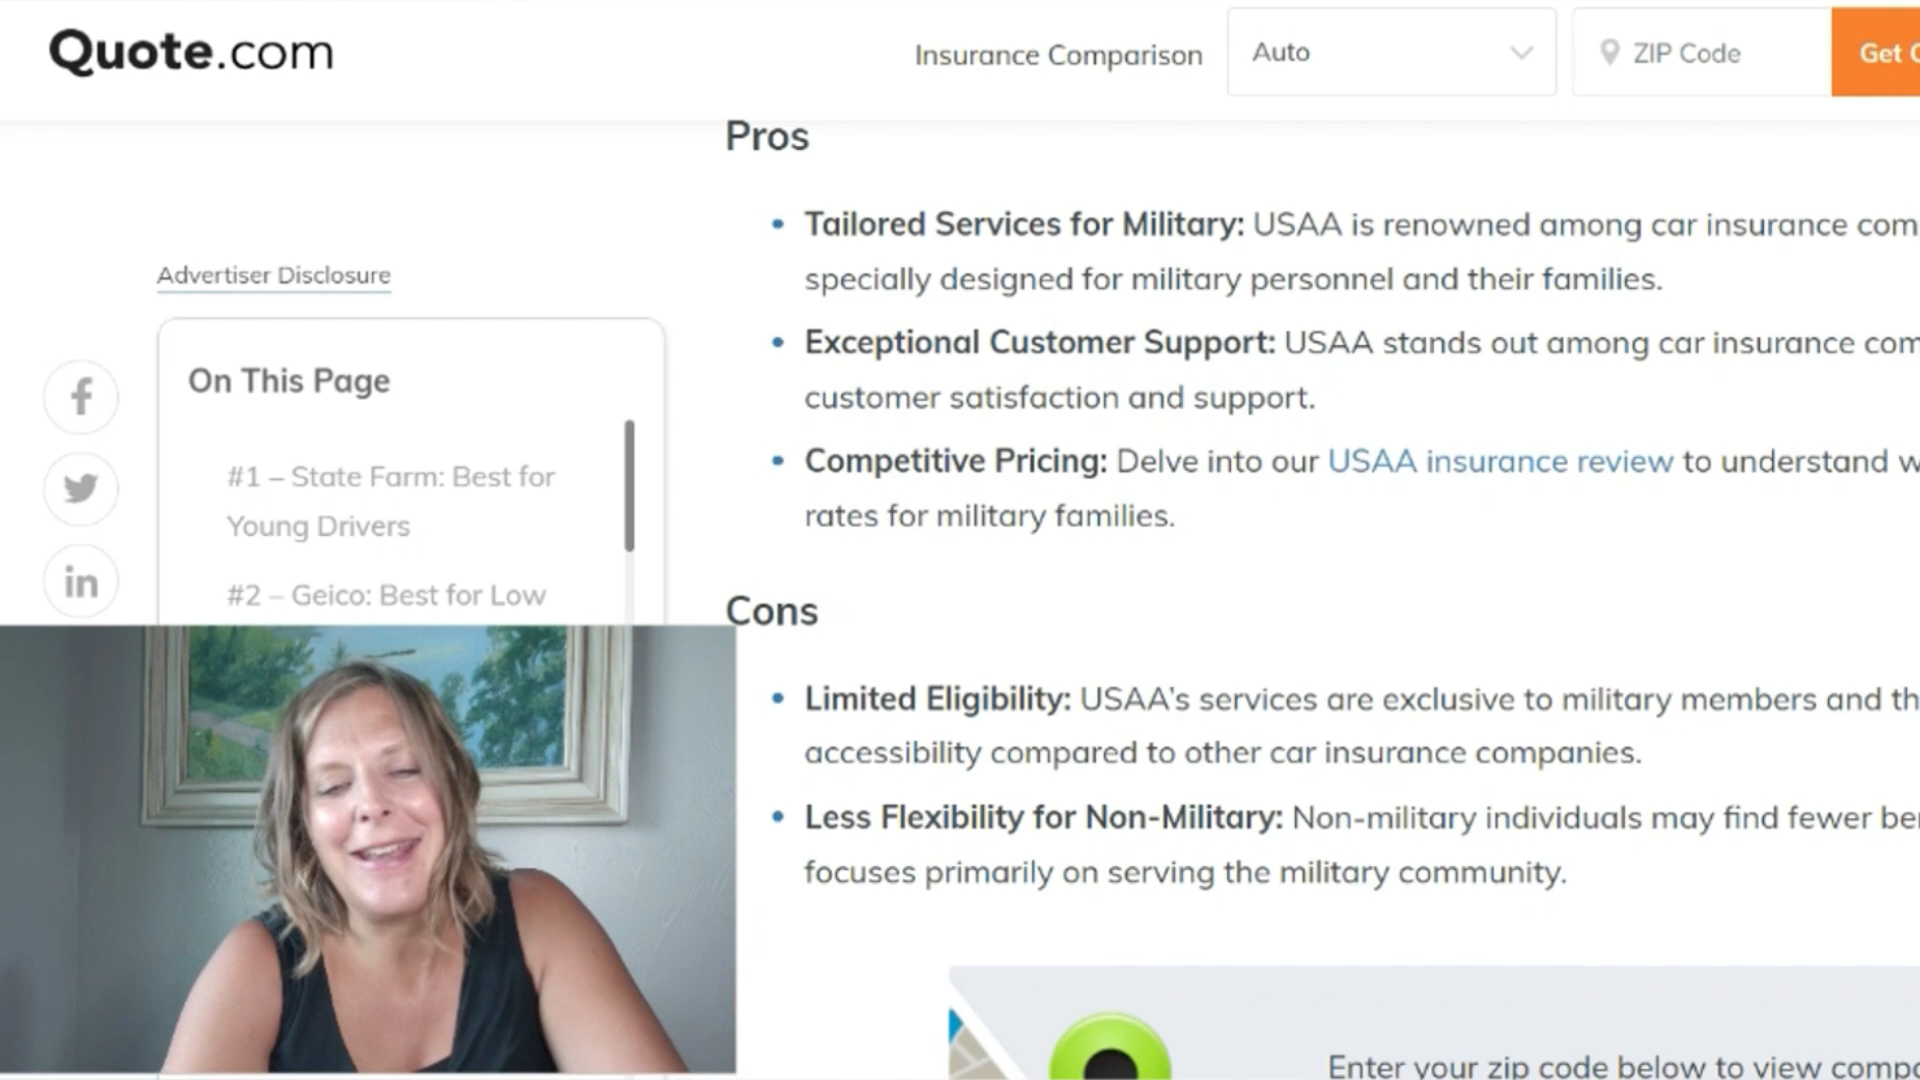 Quote.com
Insurance Comparison
Auto
ZIP Code
Get
Pros
Tailored Services for Military: USAA is renowned among car insurance
specially designed for military personnel and their families.
Exceptional Customer Support: USAA stands out among car insurance
customer satisfaction and support.
Competitive Pricing: Delve into our USAA insurance review to understand
rates for military families.
Cons
Limited Eligibility: USAA's services are exclusive to military members and
accessibility compared to other car insurance companies.
Less Flexibility for Non-Military: Non-military individuals may find fewer
focuses primarily on serving the military community.
Enter your zip code below to view
Advertiser Disclosure
On This Page
#1 – State Farm: Best for
Young Drivers
#2 – Geico: Best for Low
f
in